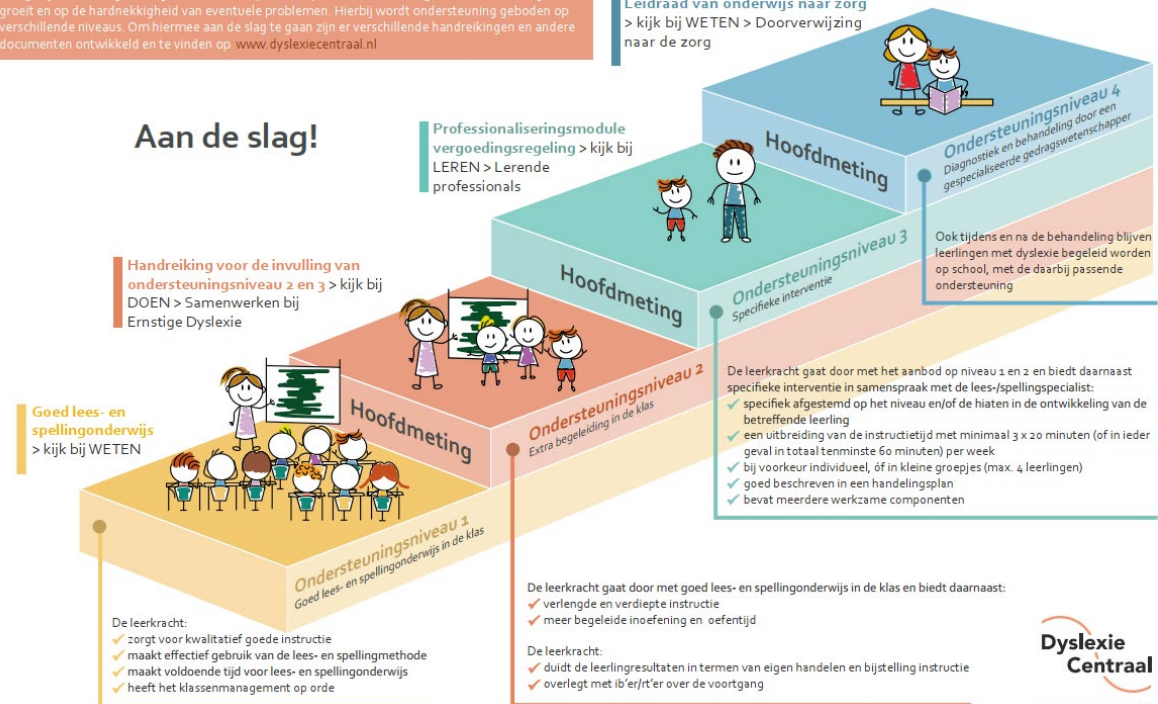 groeit en op de hardnekkigheid van eventuele problemen. Hierbij wordt ondersteuning geboden op
verschillende niveaus. Om hiermee aan de slag te gaan zijn er verschillende handreikingen en andere
documenten ontwikkeld en te vinden op www.dyslexiecentraal.nl
Leidraad van onderwijs naar zorg
> kijk bij WETEN > Doorverwijzing
naar de zorg
Aan de slag!
Professionaliseringsmodule
vergoedingsregeling > kijk bij
LEREN > Lerende
professionals
Handreiking voor de invulling van
ondersteuningsniveau 2 en 3 > kijk bij
DOEN > Samenwerken bij
Ernstige Dyslexie
Goed lees- en
spellingonderwijs
> kijk bij WETEN
Hoofdmeting
Ondersteuningsniveau 4
Diagnostiek en behandeling door een
gespecialiseerde gedragswetenschapper
Ook tijdens en na de behandeling blijven
leerlingen met dyslexie begeleid worden
op school, met de daarbij passende
ondersteuning
Hoofdmeting
Ondersteuningsniveau 3
Specifieke interventie
De leerkracht gaat door met het aanbod op niveau 1 en 2 en biedt daarnaast
specifieke interventie in samenspraak met de lees-/spellingspecialist:
✓ specifiek afgestemd op het niveau en/of de hiaten in de ontwikkeling van de
betreffende leerling
✓ een uitbreiding van de instructietijd met minimaal 3 x 20 minuten (of in ieder
geval in totaal tenminste 60 minuten) per week
✓ bij voorkeur individueel, óf in kleine groepjes (max. 4 leerlingen)
✓ goed beschreven in een handelingsplan
✓ bevat meerdere werkzame componenten
Hoofdmeting
Ondersteuningsniveau 2
Extra begeleiding in de klas
De leerkracht gaat door met goed lees- en spellingonderwijs in de klas en biedt daarnaast:
✓ verlengde en verdiepte instructie
✓ meer begeleide inoefening en oefentijd
De leerkracht:
✓ duidt de leerlingresultaten in termen van eigen handelen en bijstelling instructie
✓ overlegt met ib'er/rt'er over de voortgang
Ondersteuningsniveau 1
Goed lees- en spellingonderwijs in de klas
De leerkracht:
✓ zorgt voor kwalitatief goede instructie
✓ maakt effectief gebruik van de lees- en spellingmethode
✓ maakt voldoende tijd voor lees- en spellingonderwijs
✓ heeft het klassenmanagement op orde
Dyslexie
Centraal